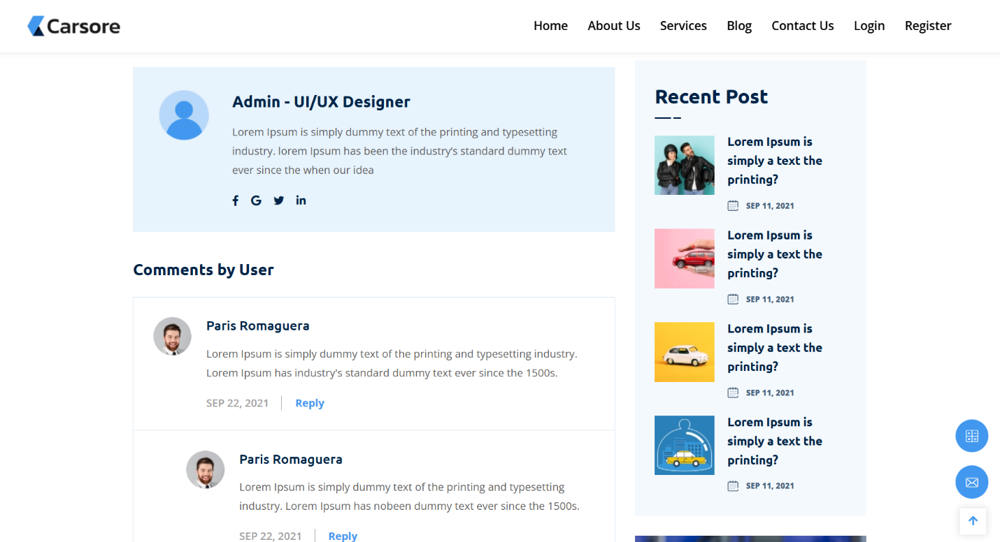 Carsore
Home About Us Services Blog Contact Us Login Register
Admin - UI/UX Designer
Lorem Ipsum is simply dummy text of the printing and typesetting
industry. lorem Ipsum has been the industry’s standard dummy text
ever since the when our idea
Comments by User
Paris Romaguera
Lorem Ipsum is simply dummy text of the printing and typesetting industry.
Lorem Ipsum has industry's standard dummy text ever since the 1500s.
SEP 22, 2021 Reply
Paris Romaguera
Lorem Ipsum is simply dummy text of the printing and typesetting
industry. Lorem Ipsum has nobeen dummy text ever since the 1500s.
SEP 22, 2021 Reply
Recent Post
Lorem Ipsum is
simply a text the
printing?
SEP 11, 2021
Lorem Ipsum is
simply a text the
printing?
SEP 11, 2021
Lorem Ipsum is
simply a text the
printing?
SEP 11, 2021
Lorem Ipsum is
simply a text the
printing?
SEP 11, 2021